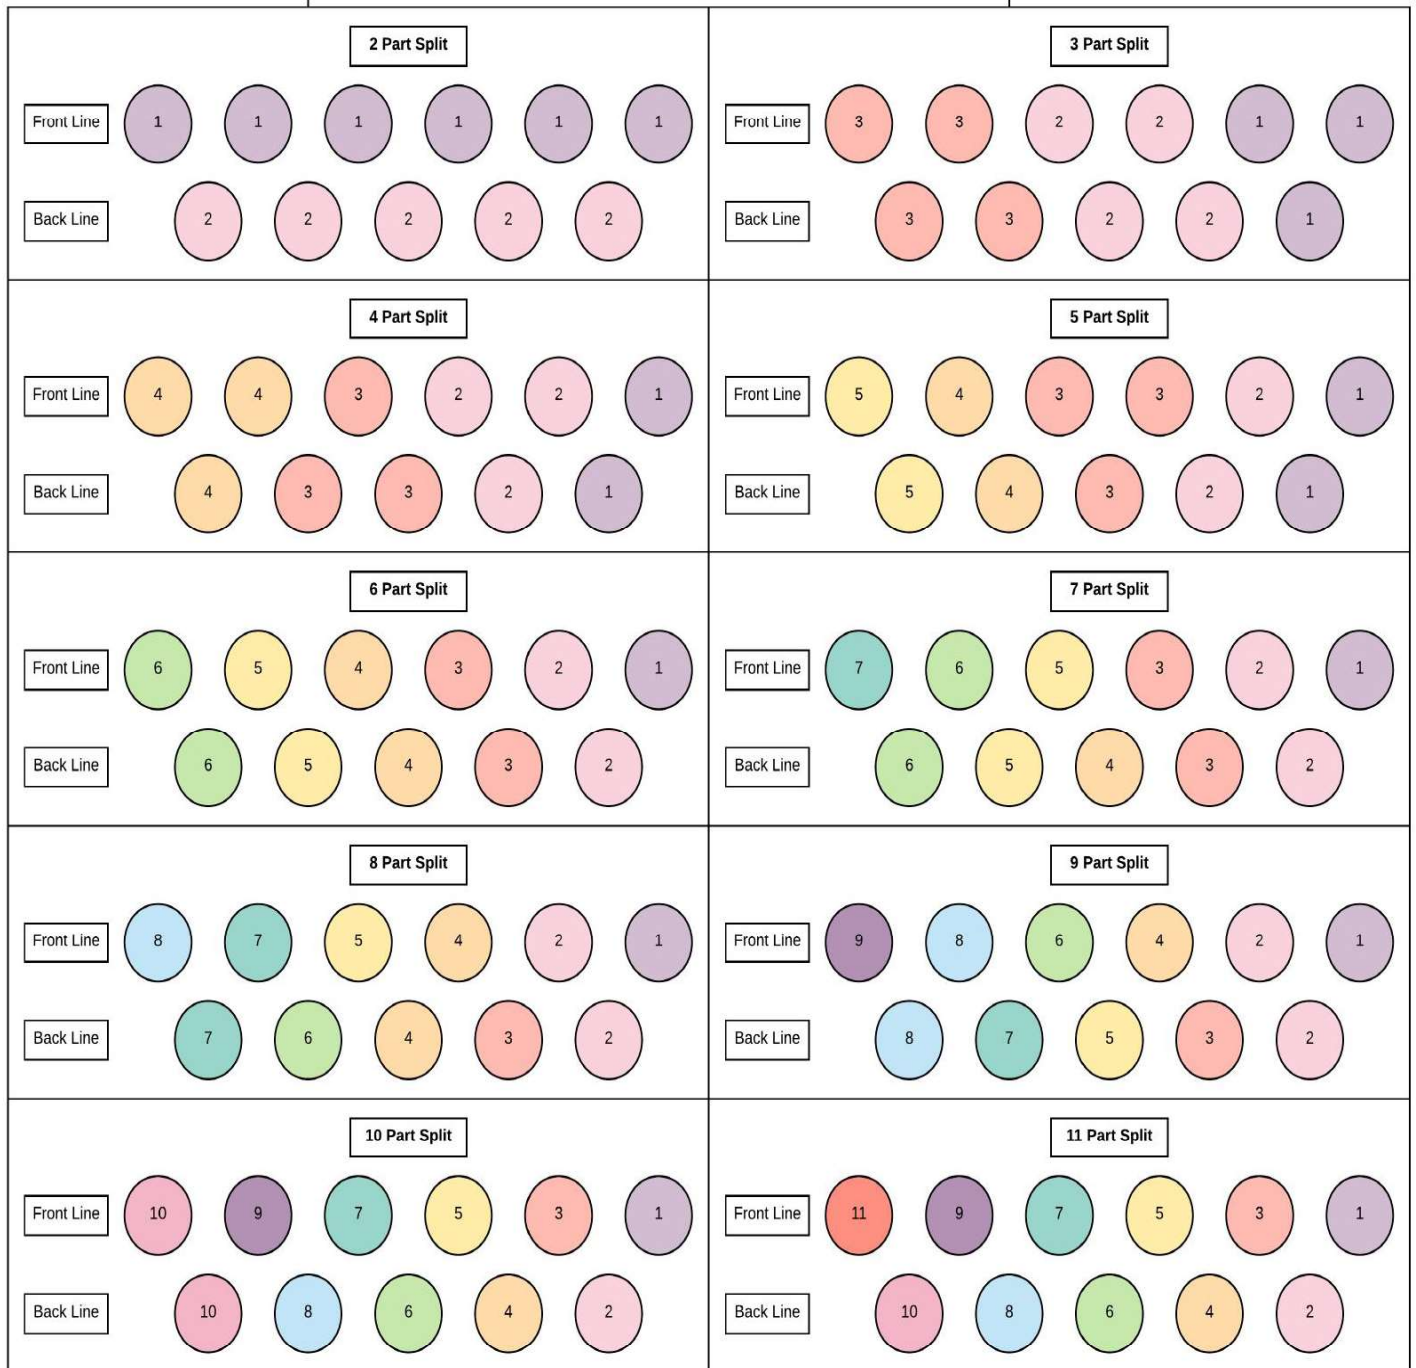 2 Part Split
Front Line 1 1 1 1 1 1
Back Line 2 2 2 2 2
3 Part Split
Front Line 3 3 2 2 1 1
Back Line 3 3 2 2 1
4 Part Split
Front Line 4 4 3 2 2 1
Back Line 4 3 3 2 1
5 Part Split
Front Line 5 4 3 3 2 1
Back Line 5 4 3 2 1
6 Part Split
Front Line 6 5 4 3 2 1
Back Line 6 5 4 3 2
7 Part Split
Front Line 7 6 5 3 2 1
Back Line 6 5 4 3 2
8 Part Split
Front Line 8 7 5 4 2 1
Back Line 7 6 4 3 2
9 Part Split
Front Line 9 8 6 4 2 1
Back Line 8 7 5 3 2
10 Part Split
Front Line 10 9 7 5 3 1
Back Line 10 8 6 4 2
11 Part Split
Front Line 11 9 7 5 3 1
Back Line 10 8 6 4 2